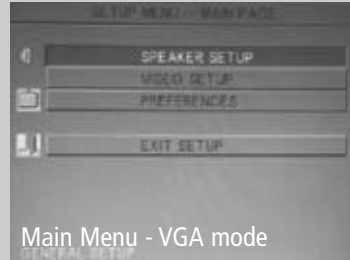 SETUP MENU -- MAIN PAGE
SPEAKER SETUP
VIDEO SETUP
PREFERENCES
EXIT SETUP
Main Menu - VGA mode
GENERAL SETUP